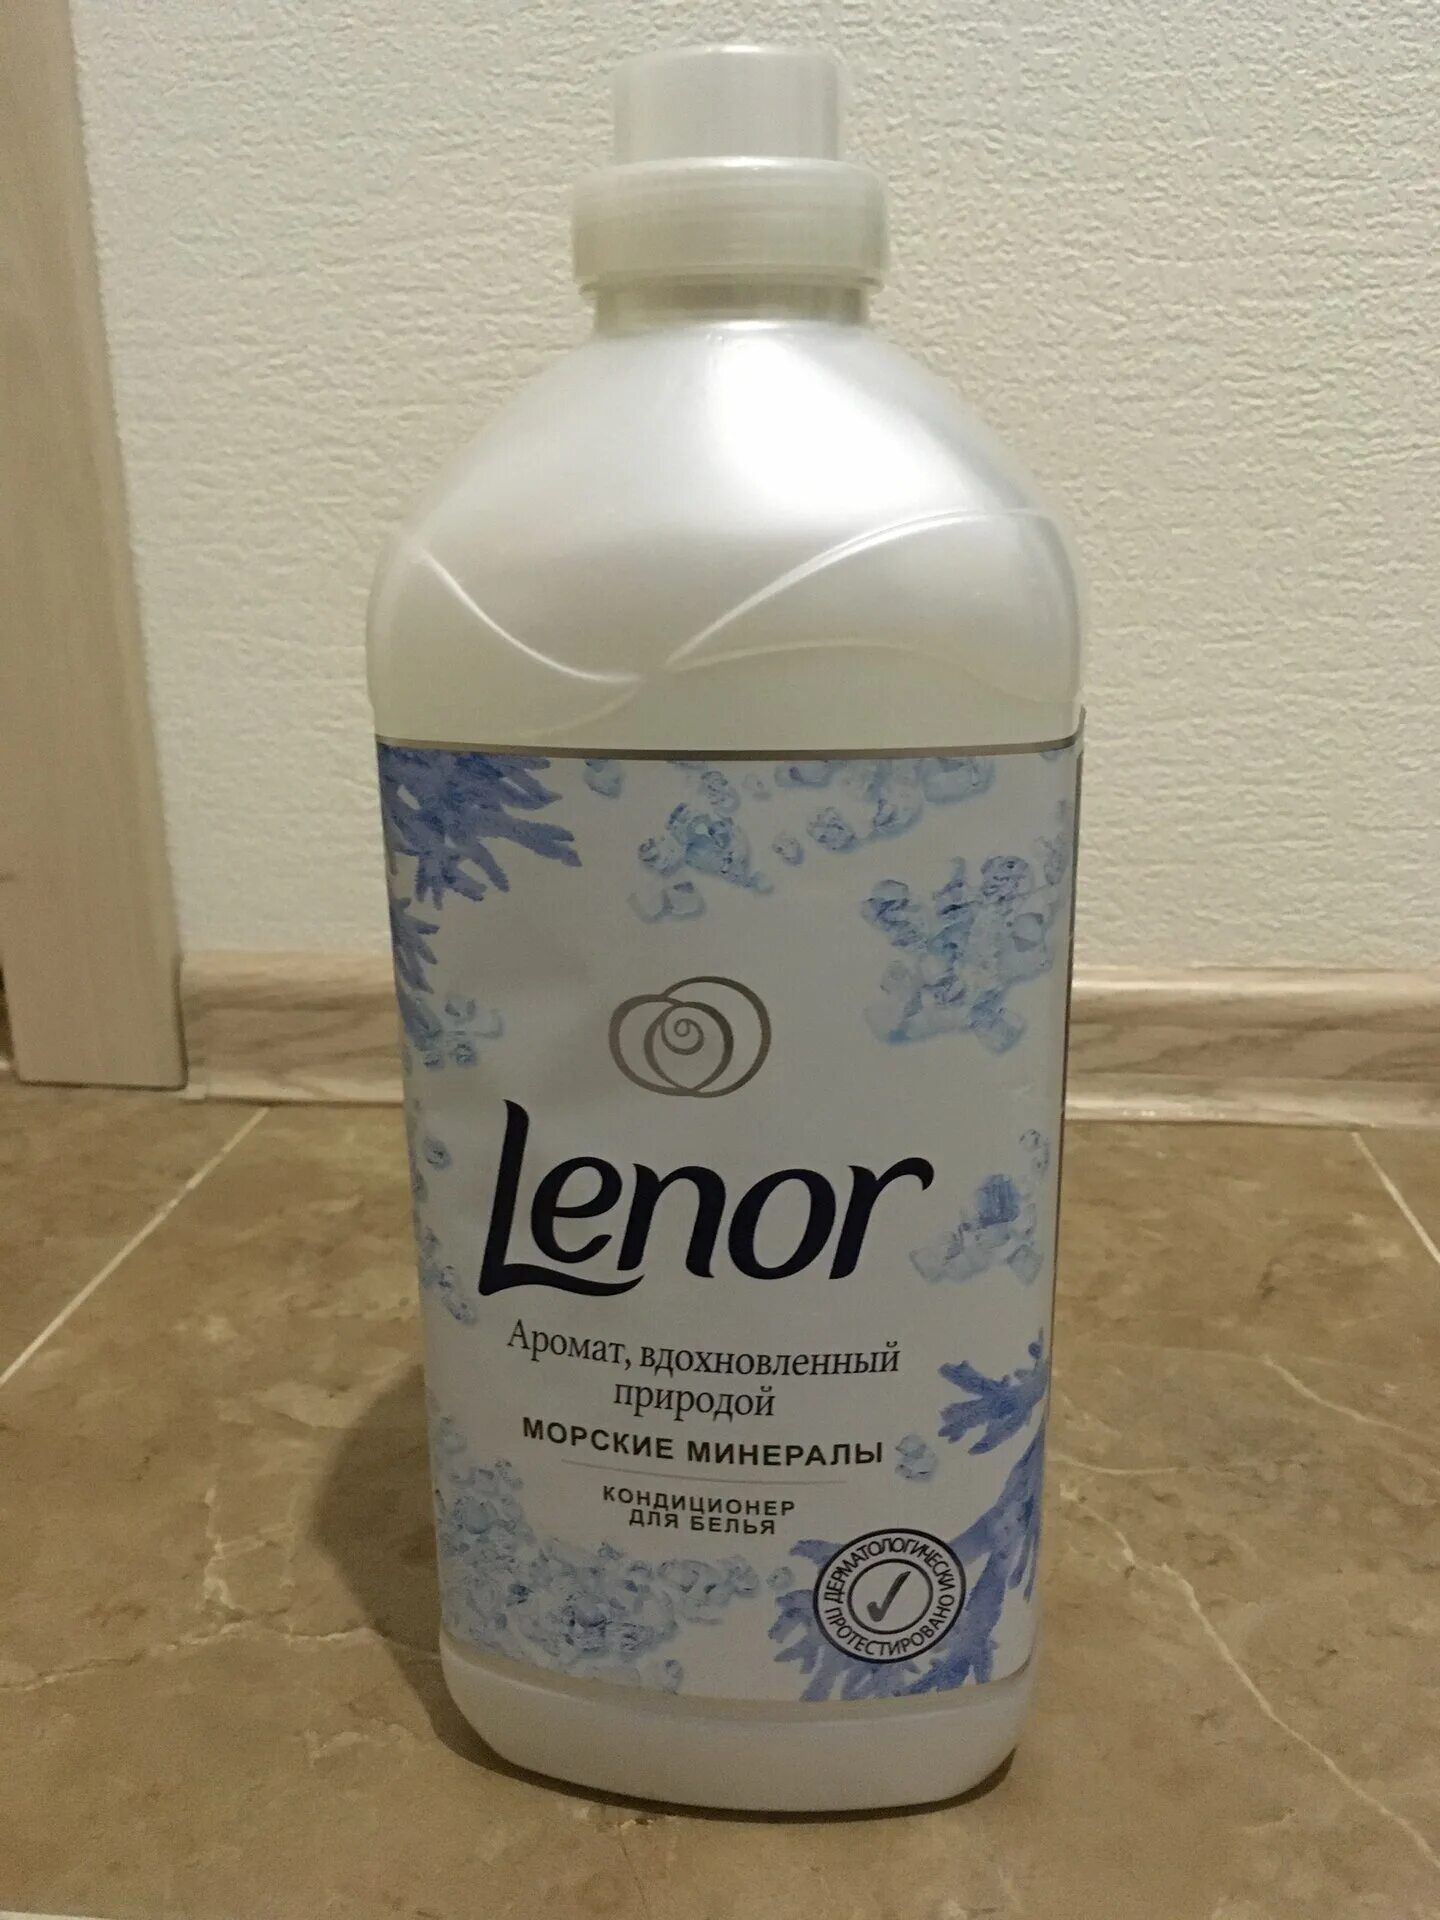 Lenor
Аромат, вдохновленный
природой
МОРСКИЕ МИНЕРАЛЫ
КОНДИЦИОНЕР
ДЛЯ БЕЛЬЯ
ДЕРМАТОЛОГИЧЕСКИ
ПРОТЕСТИРОВАНО